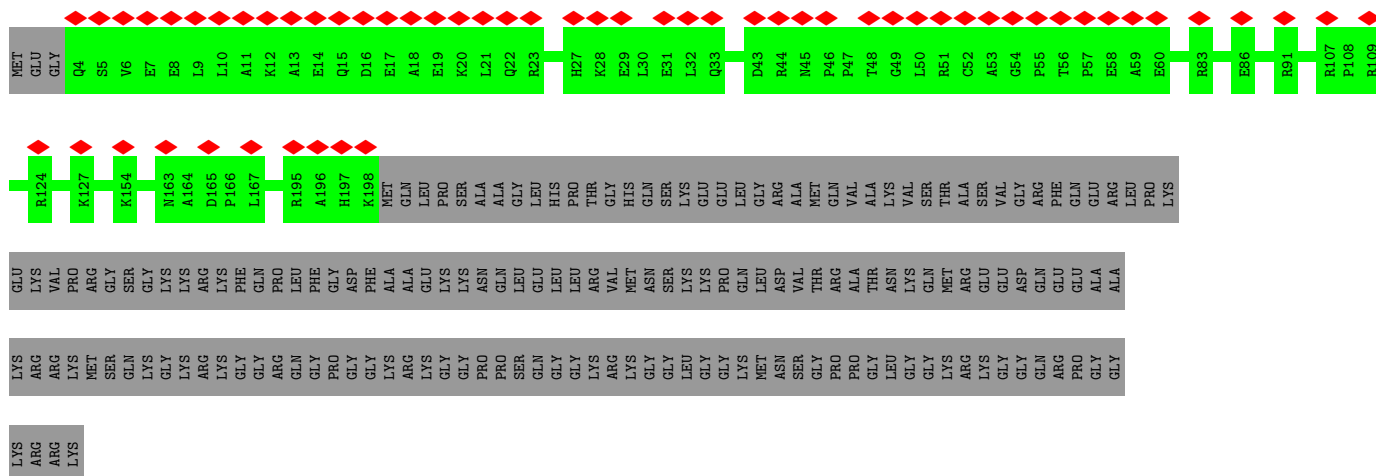 MET GLU GLY Q4 S5 V6 E7 E8 L9 L10 A11 K12 A13 E14 Q15 D16 E17 A18 E19 K20 L21 Q22 R23 H27 K28 E29 L30 E31 L32 Q33 D43 R44 N45 P46 P47 T48 G49 L50 R51 C52 A53 G54 P55 T56 P57 E58 A59 E60 R83 E86 R91 R107 P108 R109
R124 K127 K154 N163 A164 D165 P166 L167 R195 A196 H197 K198 MET GLN LEU PRO SER ALA ALA GLY LEU HIS PRO THR GLY HIS GLN SER LYS GLU GLU LEU GLY ARG ALA MET GLN VAL ALA LYS VAL SER THR ALA SER VAL GLY ARG PHE GLN GLU ARG LEU PRO LYS
GLU LYS VAL PRO ARG GLY SER GLY LYS LYS ARG LYS PHE GLN PRO LEU PHE GLY ASP PHE ALA ALA GLU LYS LYS ASN GLN LEU GLU LEU LEU ARG VAL MET ASN SER LYS LYS PRO GLN LEU ASP VAL THR ARG ALA THR ASN LYS GLN MET ARG GLU GLU ASP GLN GLU GLU ALA ALA
LYS ARG ARG LYS MET SER GLN LYS GLY LYS ARG LYS GLY GLY ARG GLN GLY PRO GLY GLY LYS ARG LYS GLY GLY PRO PRO SER GLN GLY GLY LYS ARG LYS GLY GLY LEU GLY GLY LYS MET ASN SER GLY PRO PRO GLY LEU GLY GLY LYS ARG LYS GLY GLY GLN ARG PRO GLY GLY
LYS ARG ARG LYS